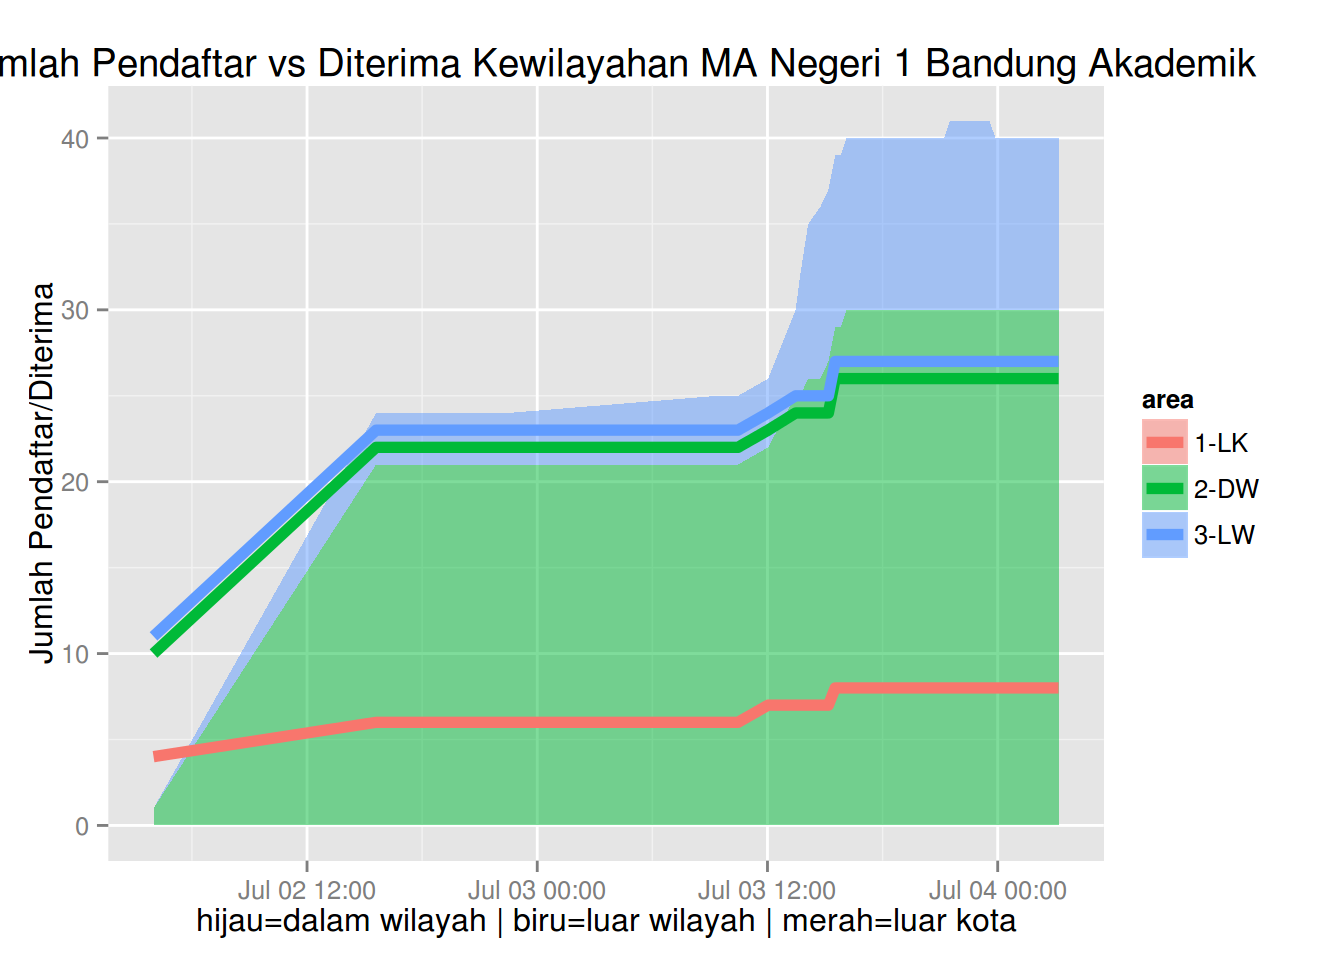 mlah Pendaftar vs Diterima Kewilayahan MA Negeri 1 Bandung Akademik
Jumlah Pendaftar/Diterima
40
30
20
10
0
Jul 02 12:00
Jul 03 00:00
Jul 03 12:00
Jul 04 00:00
hijau=dalam wilayah | biru=luar wilayah | merah=luar kota
area
1-LK
2-DW
3-LW